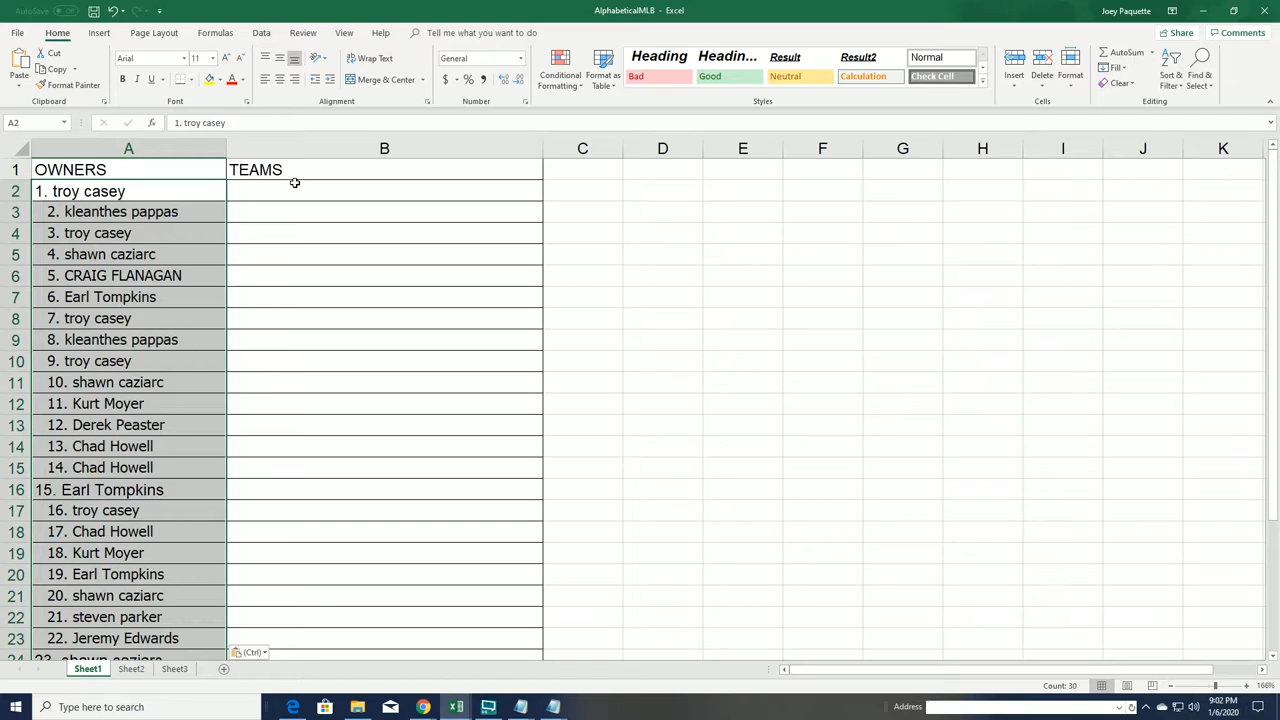 AutoSave Off
AlphabeticalMLB - Excel
Joey Paquette
File Home Insert Page Layout Formulas Data Review View Help Tell me what you want to do
Share Comments
Paste
Cut
Copy
Format Painter
Clipboard
Arial 11
B I U
Font
Wrap Text
Merge & Center
Alignment
General
$ % ,
Number
Conditional Formatting
Format as Table
Heading Headin... Result Result2 Normal
Bad Good Neutral Calculation Check Cell
Styles
Insert Delete Format
Cells
AutoSum
Fill
Clear
Sort & Filter
Find & Select
Editing
A2
fx
1. troy casey
A B C D E F G H I J K
1 OWNERS TEAMS
2 1. troy casey
3 2. kleanthes pappas
4 3. troy casey
5 4. shawn caziarc
6 5. CRAIG FLANAGAN
7 6. Earl Tompkins
8 7. troy casey
9 8. kleanthes pappas
10 9. troy casey
11 10. shawn caziarc
12 11. Kurt Moyer
13 12. Derek Peaster
14 13. Chad Howell
15 14. Chad Howell
16 15. Earl Tompkins
17 16. troy casey
18 17. Chad Howell
19 18. Kurt Moyer
20 19. Earl Tompkins
21 20. shawn caziarc
22 21. steven parker
23 22. Jeremy Edwards
24 23. shawn caziarc
(Ctrl)
Sheet1 Sheet2 Sheet3
Count: 30
166%
Type here to search
Address
9:02 PM
1/6/2020